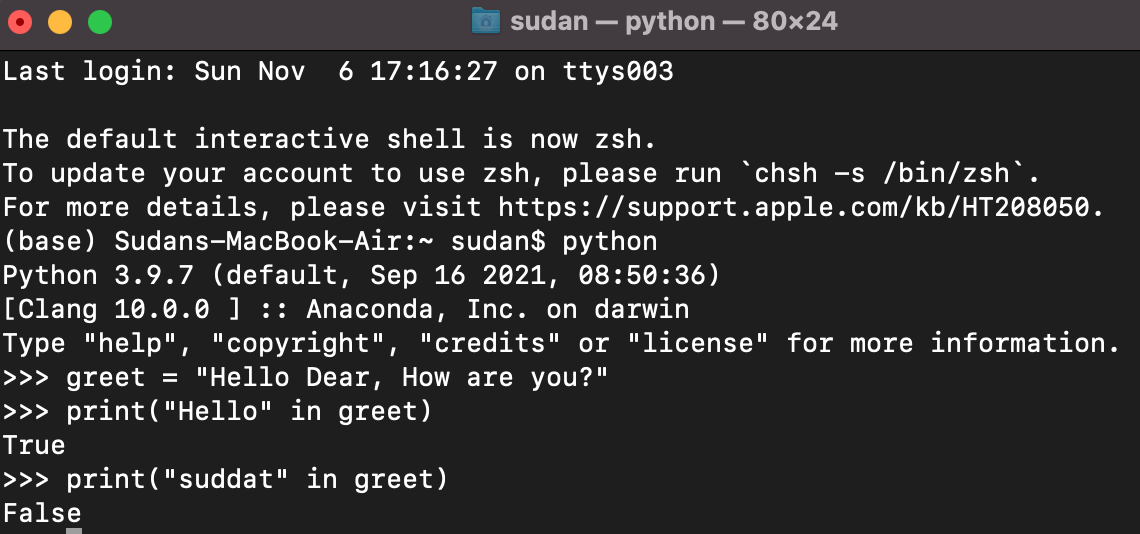 sudan — python — 80×24
Last login: Sun Nov  6 17:16:27 on ttys003
The default interactive shell is now zsh.
To update your account to use zsh, please run `chsh -s /bin/zsh`.
For more details, please visit https://support.apple.com/kb/HT208050.
(base) Sudans-MacBook-Air:~ sudan$ python
Python 3.9.7 (default, Sep 16 2021, 08:50:36)
[Clang 10.0.0 ] :: Anaconda, Inc. on darwin
Type "help", "copyright", "credits" or "license" for more information.
>>> greet = "Hello Dear, How are you?"
>>> print("Hello" in greet)
True
>>> print("suddat" in greet)
False